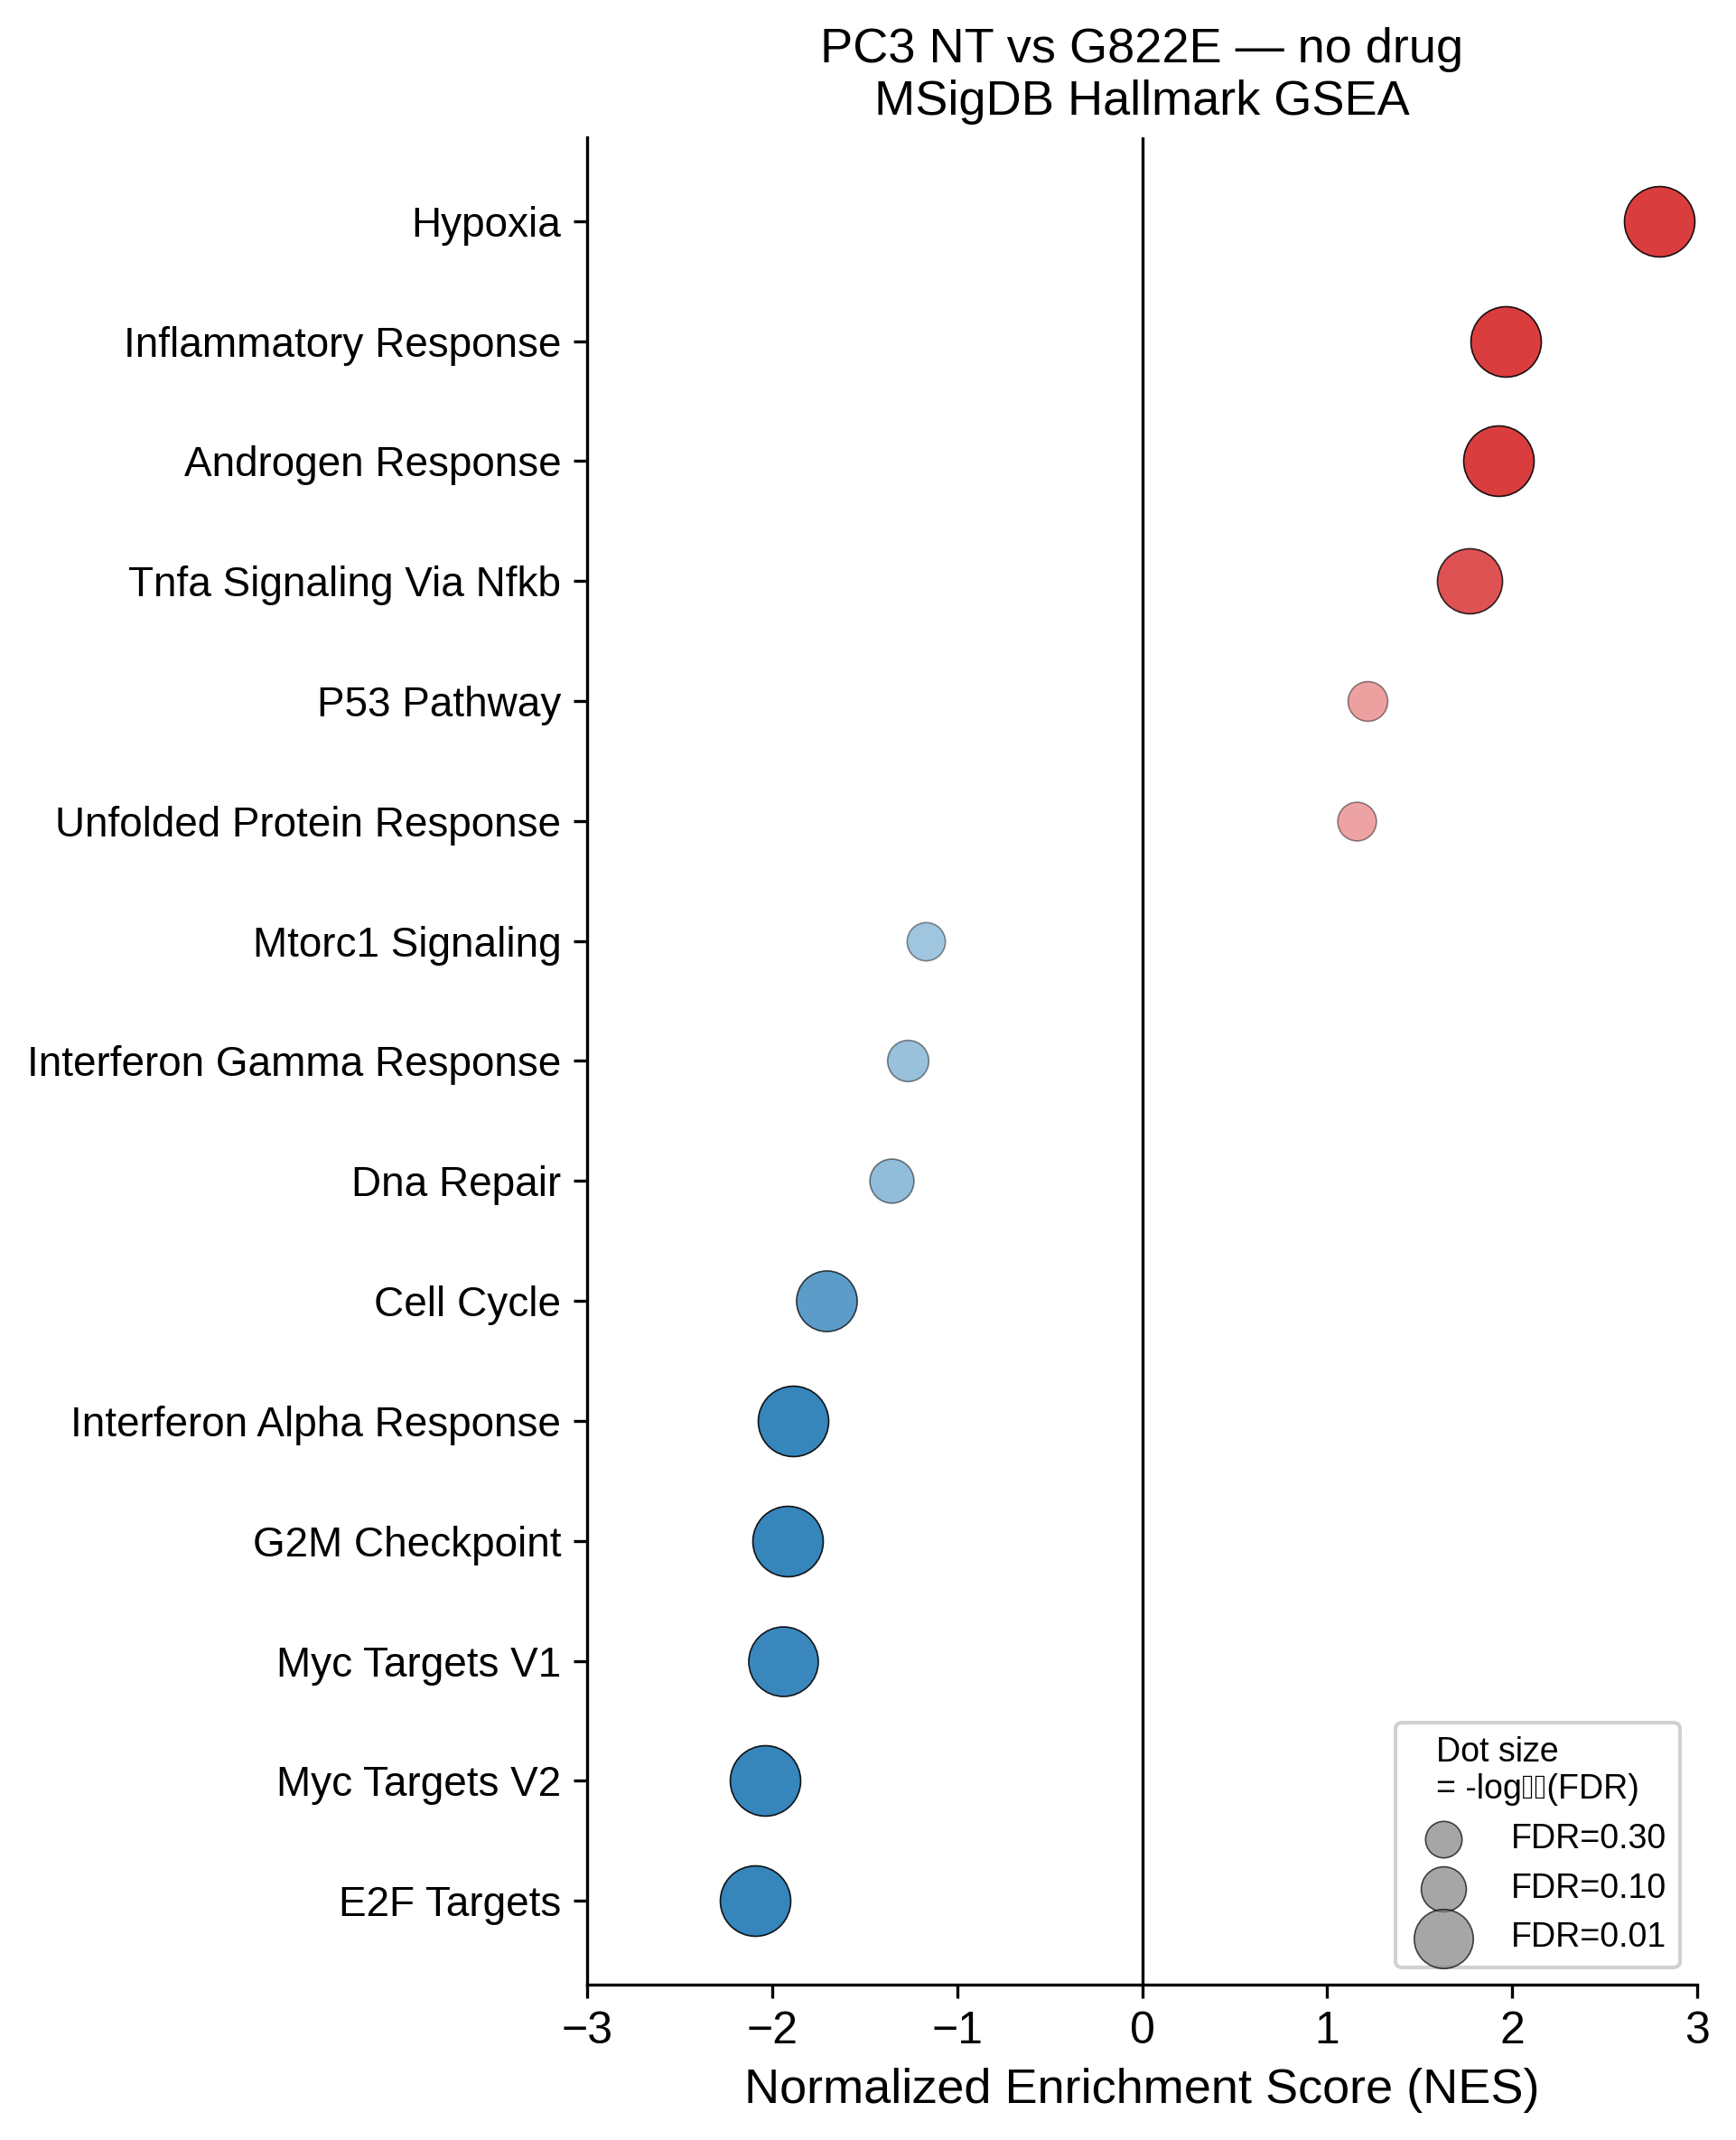 PC3 NT vs G822E — no drug
MSigDB Hallmark GSEA
Hypoxia
Inflammatory Response
Androgen Response
Tnfa Signaling Via Nfkb
P53 Pathway
Unfolded Protein Response
Mtorc1 Signaling
Interferon Gamma Response
Dna Repair
Cell Cycle
Interferon Alpha Response
G2M Checkpoint
Myc Targets V1
Myc Targets V2
E2F Targets
Dot size
= -log▯▯(FDR)
FDR=0.30
FDR=0.10
FDR=0.01
−3 −2 −1 0 1 2 3
Normalized Enrichment Score (NES)